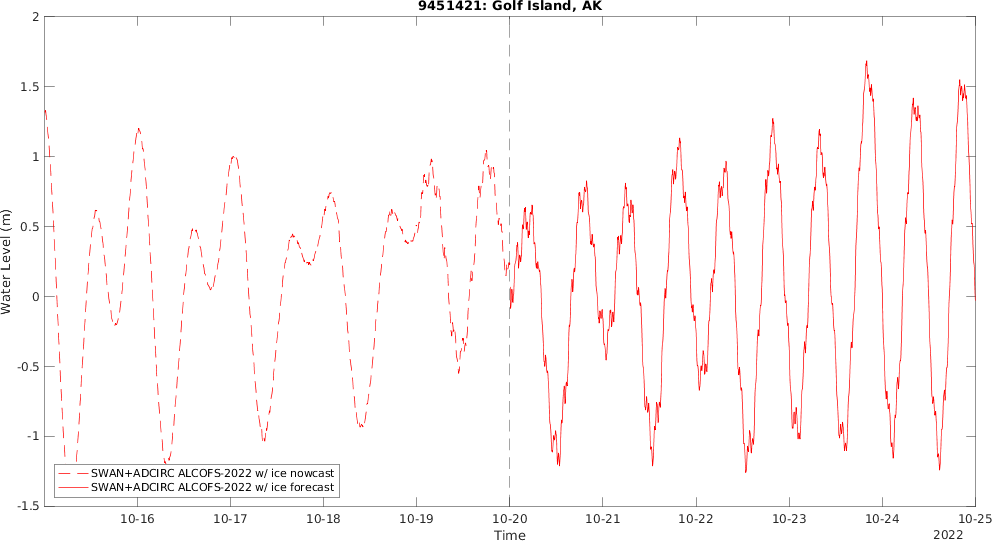 9451421: Golf Island, AK
Water Level (m)
2
1.5
1
0.5
0
-0.5
-1
-1.5
SWAN+ADCIRC ALCOFS-2022 w/ ice nowcast
SWAN+ADCIRC ALCOFS-2022 w/ ice forecast
10-16 10-17 10-18 10-19 10-20 10-21 10-22 10-23 10-24 10-25
Time
2022